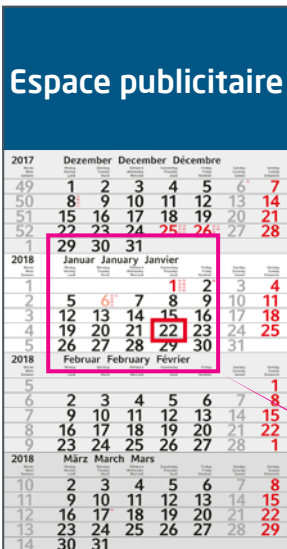 Espace publicitaire
2017 Dezember December Décembre
49 1 2 3 4 5 6 7
50 8 9 10 11 12 13 14
51 15 16 17 18 19 20 21
52 22 23 24 25 26 27 28
1 29 30 31
2018 Januar January Janvier
1 1 2 3 4
2 5 6 7 8 9 10 11
3 12 13 14 15 16 17 18
4 19 20 21 22 23 24 25
5 26 27 28 29 30 31
2018 Februar February Février
5 1
6 2 3 4 5 6 7 8
7 9 10 11 12 13 14 15
8 16 17 18 19 20 21 22
9 23 24 25 26 27 28 1
2018 März March Mars
10 2 3 4 5 6 7 8
11 9 10 11 12 13 14 15
12 16 17 18 19 20 21 22
13 23 24 25 26 27 28 29
14 30 31